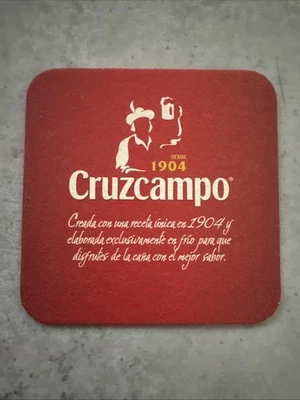 DESDE
1904
Cruzcampo®
Creada con una receta única en 1904 y
elaborada exclusivamente en frío para que
disfrutes de la caña con el mejor sabor.